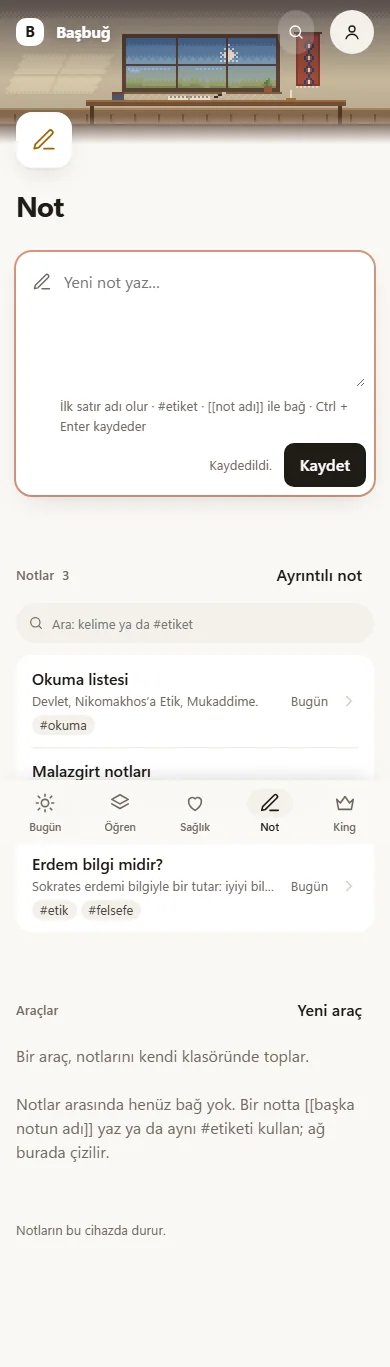 B Başbuğ
Not
Yeni not yaz...
İlk satır adı olur · #etiket · [[not adı]] ile bağ · Ctrl +
Enter kaydeder
Kaydedildi. Kaydet
Notlar 3 Ayrıntılı not
Ara: kelime ya da #etiket
Okuma listesi
Devlet, Nikomakhos'a Etik, Mukaddime. Bugün
#okuma
Malazgirt notları
Bugün Öğren Sağlık Not King
Erdem bilgi midir?
Sokrates erdemi bilgiyle bir tutar: iyiyi bil... Bugün
#etik #felsefe
Araçlar Yeni araç
Bir araç, notlarını kendi klasöründe toplar.
Notlar arasında henüz bağ yok. Bir notta [[başka
notun adı]] yaz ya da aynı #etiketi kullan; ağ
burada çizilir.
Notların bu cihazda durur.